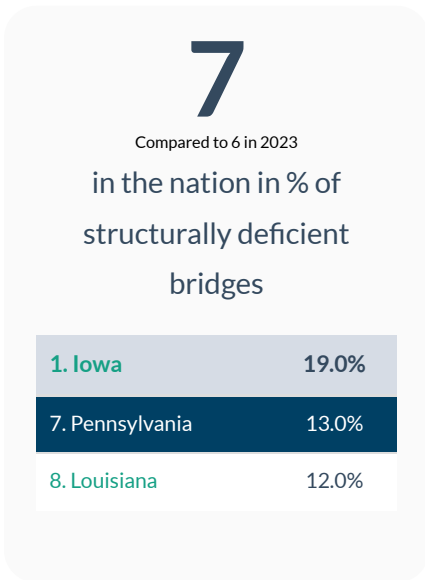 7
Compared to 6 in 2023
in the nation in % of
structurally deficient
bridges
1. Iowa 19.0%
7. Pennsylvania 13.0%
8. Louisiana 12.0%